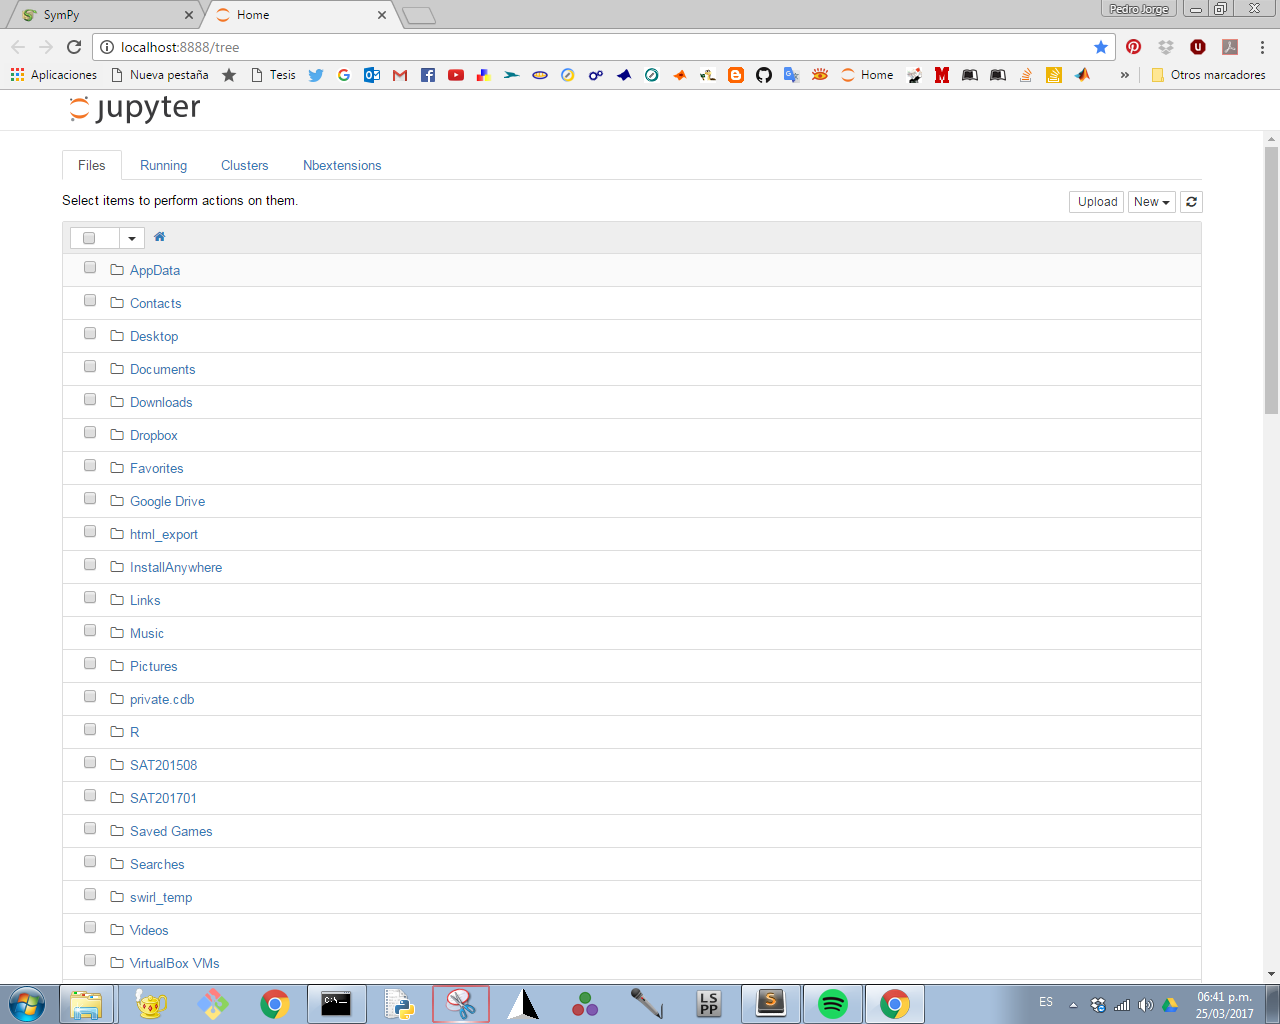 SymPy
Home
Pedro Jorge
localhost:8888/tree
Aplicaciones
Nueva pestaña
Tesis
Home
»
Otros marcadores
jupyter
Files
Running
Clusters
Nbextensions
Select items to perform actions on them.
Upload
New
AppData
Contacts
Desktop
Documents
Downloads
Dropbox
Favorites
Google Drive
html_export
InstallAnywhere
Links
Music
Pictures
private.cdb
R
SAT201508
SAT201701
Saved Games
Searches
swirl_temp
Videos
VirtualBox VMs
C:\_
LS
PP
ES
06:41 p.m.
25/03/2017